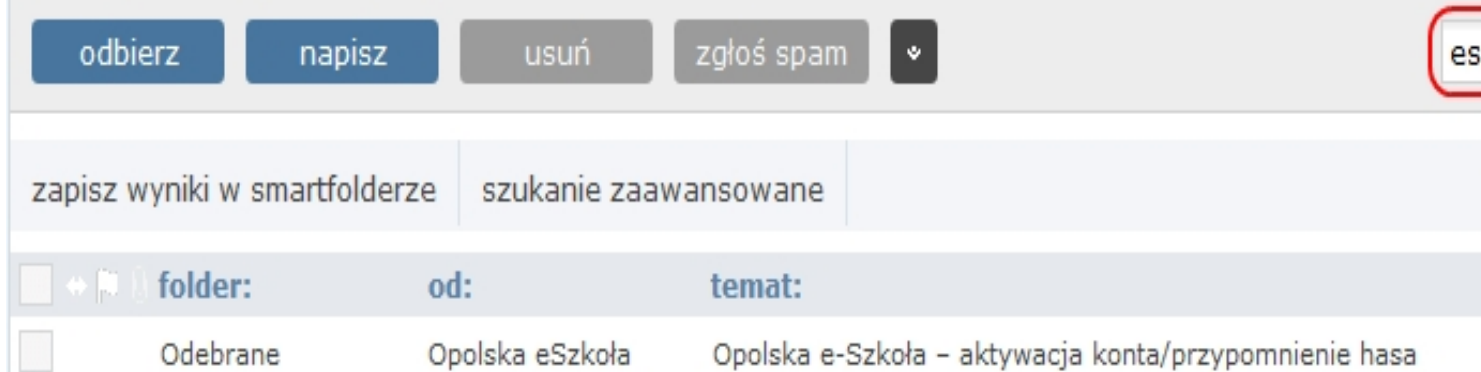 odbierz napisz usuń zgłoś spam es
zapisz wyniki w smartfolderze szukanie zaawansowane
folder: od: temat:
Odebrane Opolska eSzkoła Opolska e-Szkoła – aktywacja konta/przypomnienie hasa